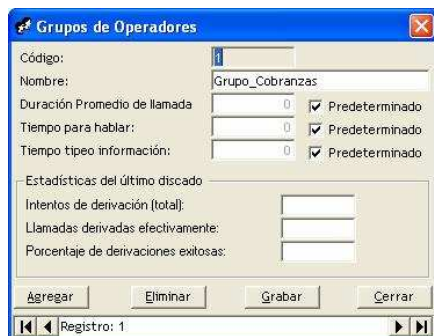 Grupos de Operadores
Código: 1
Nombre: Grupo_Cobranzas
Duración Promedio de llamada 0 Predeterminado
Tiempo para hablar: 0 Predeterminado
Tiempo tipeo información: 0 Predeterminado
Estadísticas del último discado
Intentos de derivación (total):
Llamadas derivadas efectivamente:
Porcentaje de derivaciones exitosas:
Agregar Eliminar Grabar Cerrar
Registro: 1